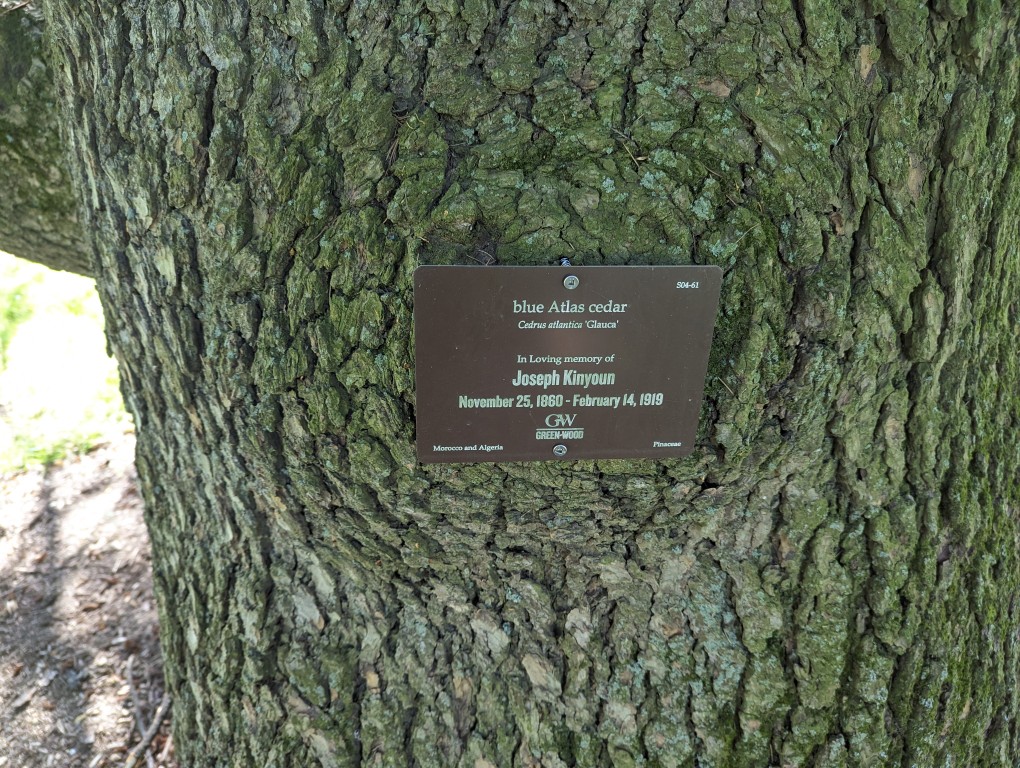 S04-61
blue Atlas cedar
Cedrus atlantica 'Glauca'
In Loving memory of
Joseph Kinyoun
November 25, 1860 - February 14, 1919
GW
GREEN-WOOD
Morocco and Algeria
Pinaceae